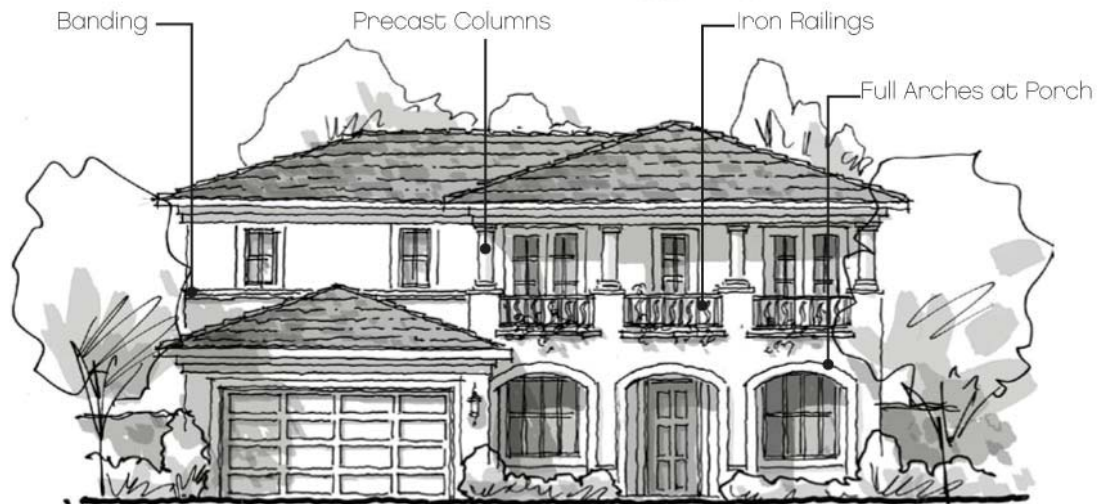 Banding
Precast Columns
Iron Railings
Full Arches at Porch